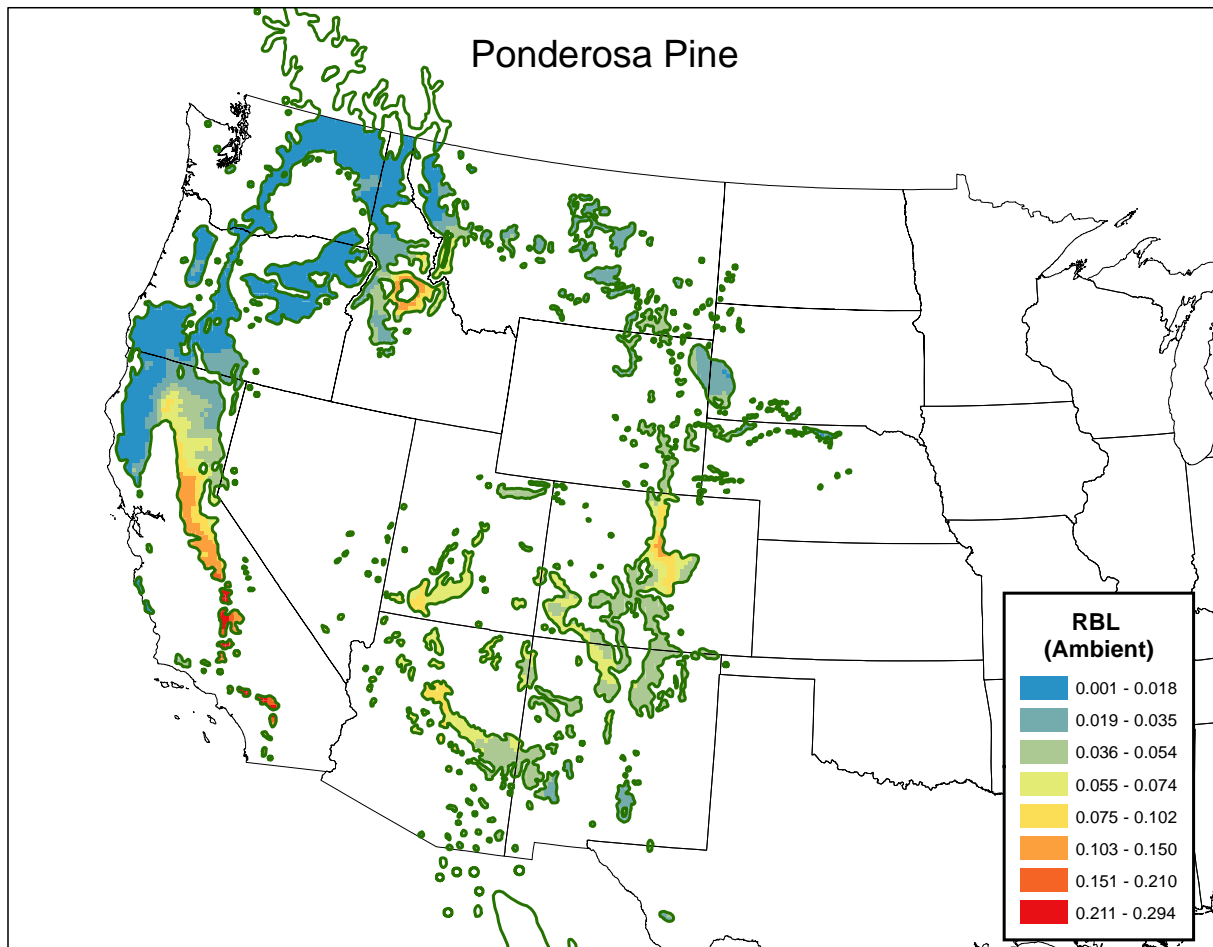 Ponderosa Pine
RBL
(Ambient)
0.001 - 0.018
0.019 - 0.035
0.036 - 0.054
0.055 - 0.074
0.075 - 0.102
0.103 - 0.150
0.151 - 0.210
0.211 - 0.294